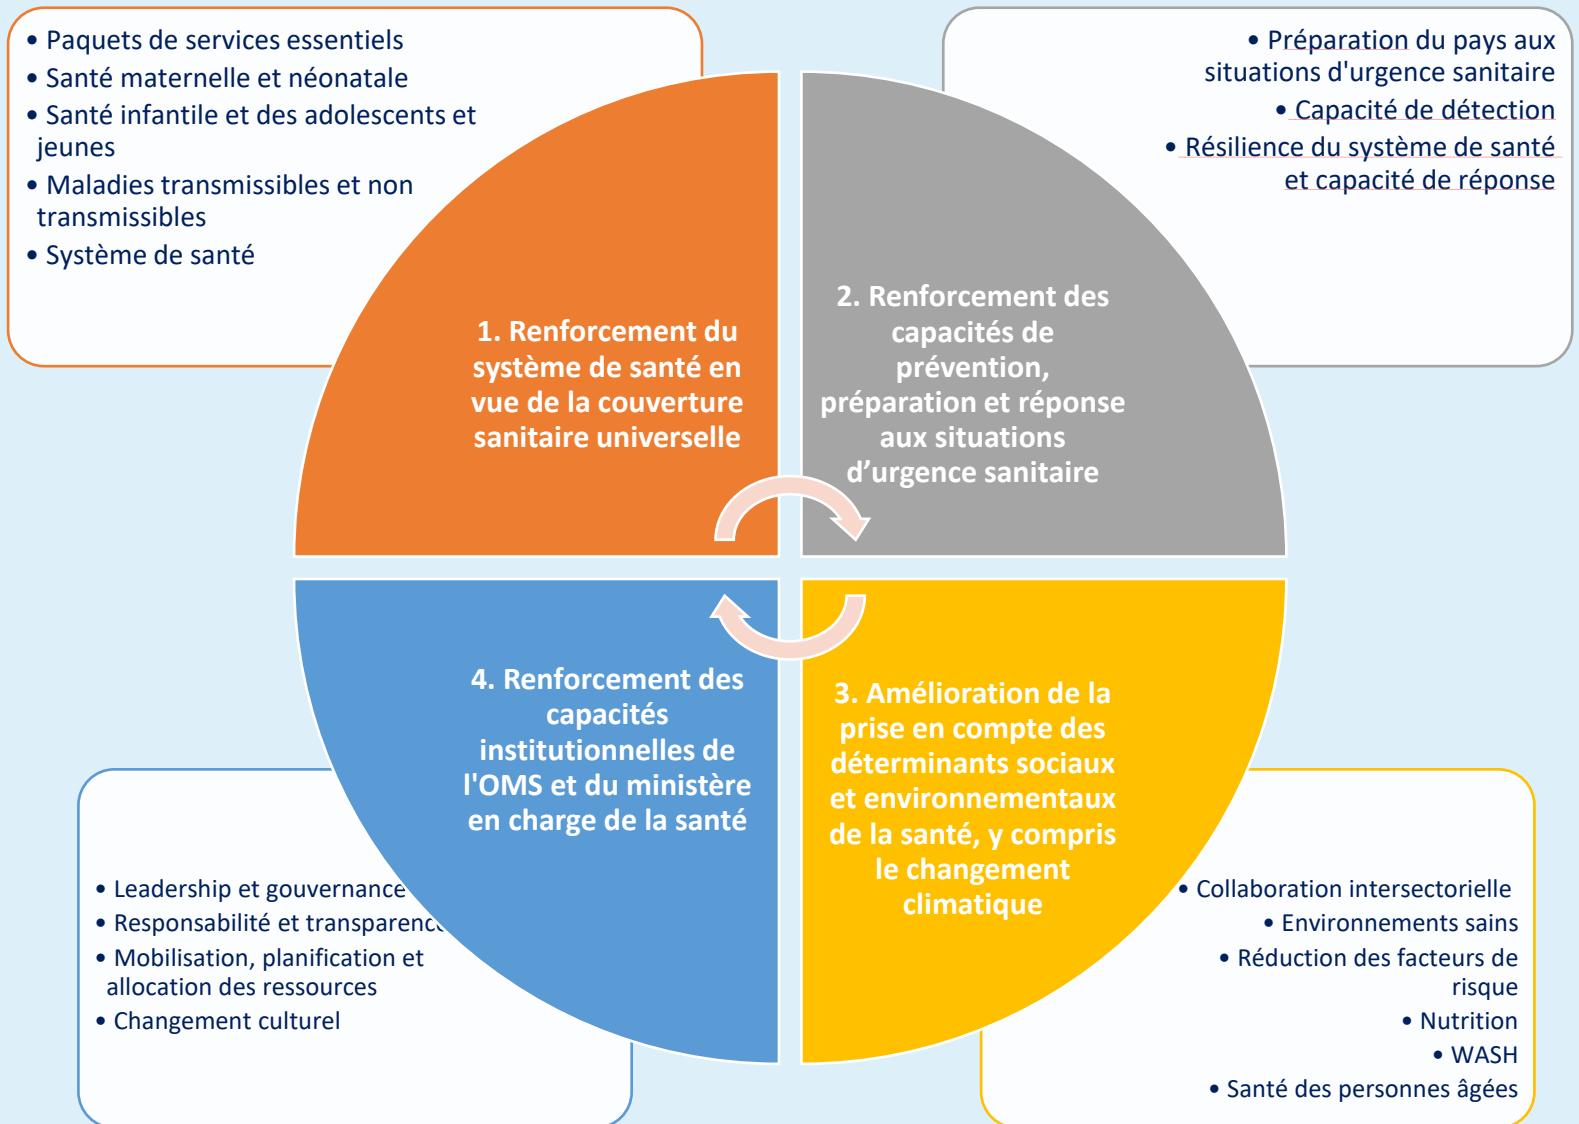 • Paquets de services essentiels
• Santé maternelle et néonatale
• Santé infantile et des adolescents et
jeunes
• Maladies transmissibles et non
transmissibles
• Système de santé
• Préparation du pays aux
situations d'urgence sanitaire
• Capacité de détection
• Résilience du système de santé
et capacité de réponse
1. Renforcement du
système de santé en
vue de la couverture
sanitaire universelle
2. Renforcement des
capacités de
prévention,
préparation et réponse
aux situations
d’urgence sanitaire
4. Renforcement des
capacités
institutionnelles de
l'OMS et du ministère
en charge de la santé
3. Amélioration de la
prise en compte des
déterminants sociaux
et environnementaux
de la santé, y compris
le changement
climatique
• Leadership et gouvernance
• Responsabilité et transparence
• Mobilisation, planification et
allocation des ressources
• Changement culturel
• Collaboration intersectorielle
• Environnements sains
• Réduction des facteurs de
risque
• Nutrition
• WASH
• Santé des personnes âgées